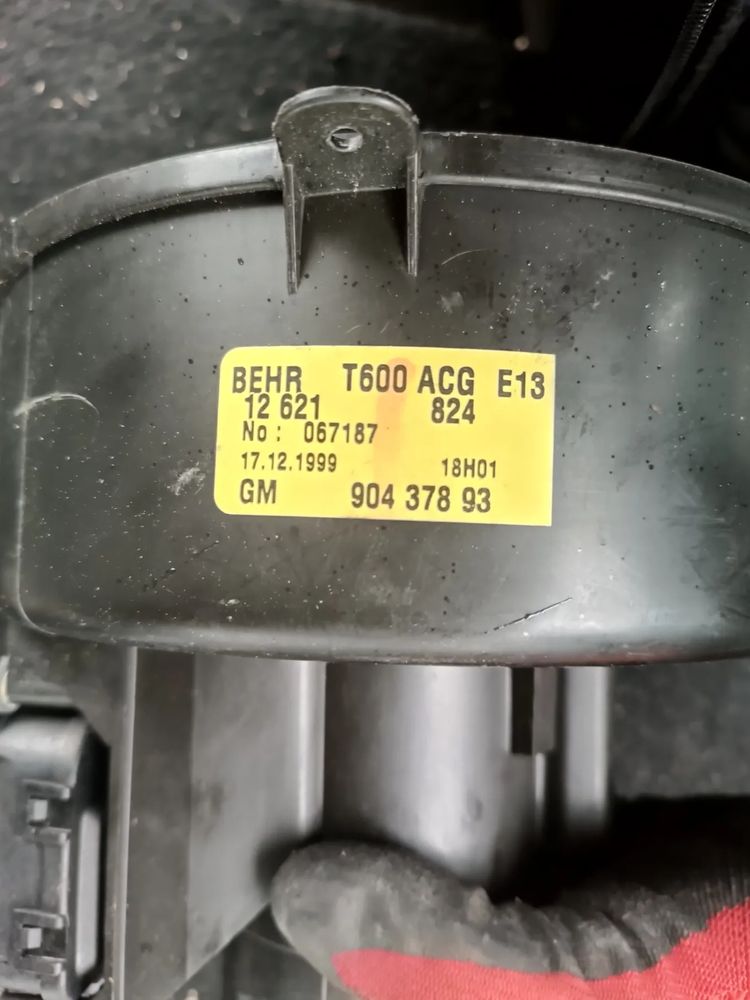 BEHR T600 ACG E13
12 621 824
No : 067187
17.12.1999 18H01
GM 904 378 93